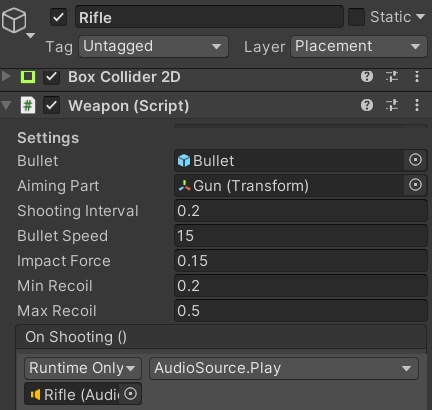 Rifle
Static
Tag Untagged Layer Placement
Box Collider 2D
Weapon (Script)
Settings
Bullet Bullet
Aiming Part Gun (Transform)
Shooting Interval 0.2
Bullet Speed 15
Impact Force 0.15
Min Recoil 0.2
Max Recoil 0.5
On Shooting ()
Runtime Only AudioSource.Play
Rifle (Audi